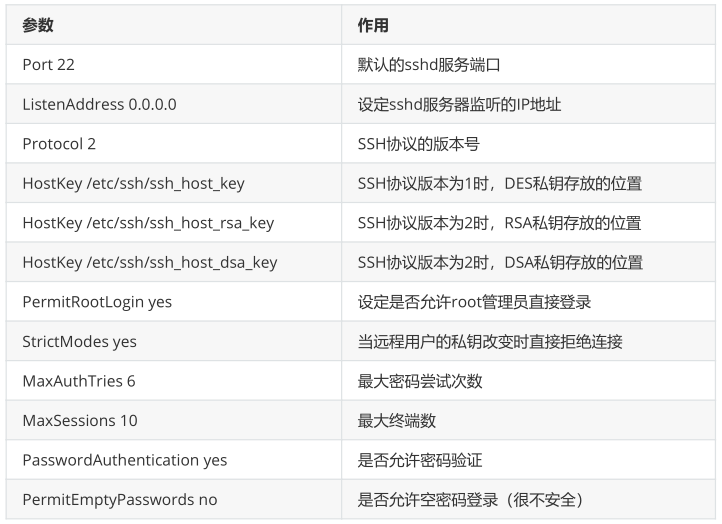 参数 作用
Port 22 默认的sshd服务端口
ListenAddress 0.0.0.0 设定sshd服务器监听的IP地址
Protocol 2 SSH协议的版本号
HostKey /etc/ssh/ssh_host_key SSH协议版本为1时，DES私钥存放的位置
HostKey /etc/ssh/ssh_host_rsa_key SSH协议版本为2时，RSA私钥存放的位置
HostKey /etc/ssh/ssh_host_dsa_key SSH协议版本为2时，DSA私钥存放的位置
PermitRootLogin yes 设定是否允许root管理员直接登录
StrictModes yes 当远程用户的私钥改变时直接拒绝连接
MaxAuthTries 6 最大密码尝试次数
MaxSessions 10 最大终端数
PasswordAuthentication yes 是否允许密码验证
PermitEmptyPasswords no 是否允许空密码登录（很不安全）